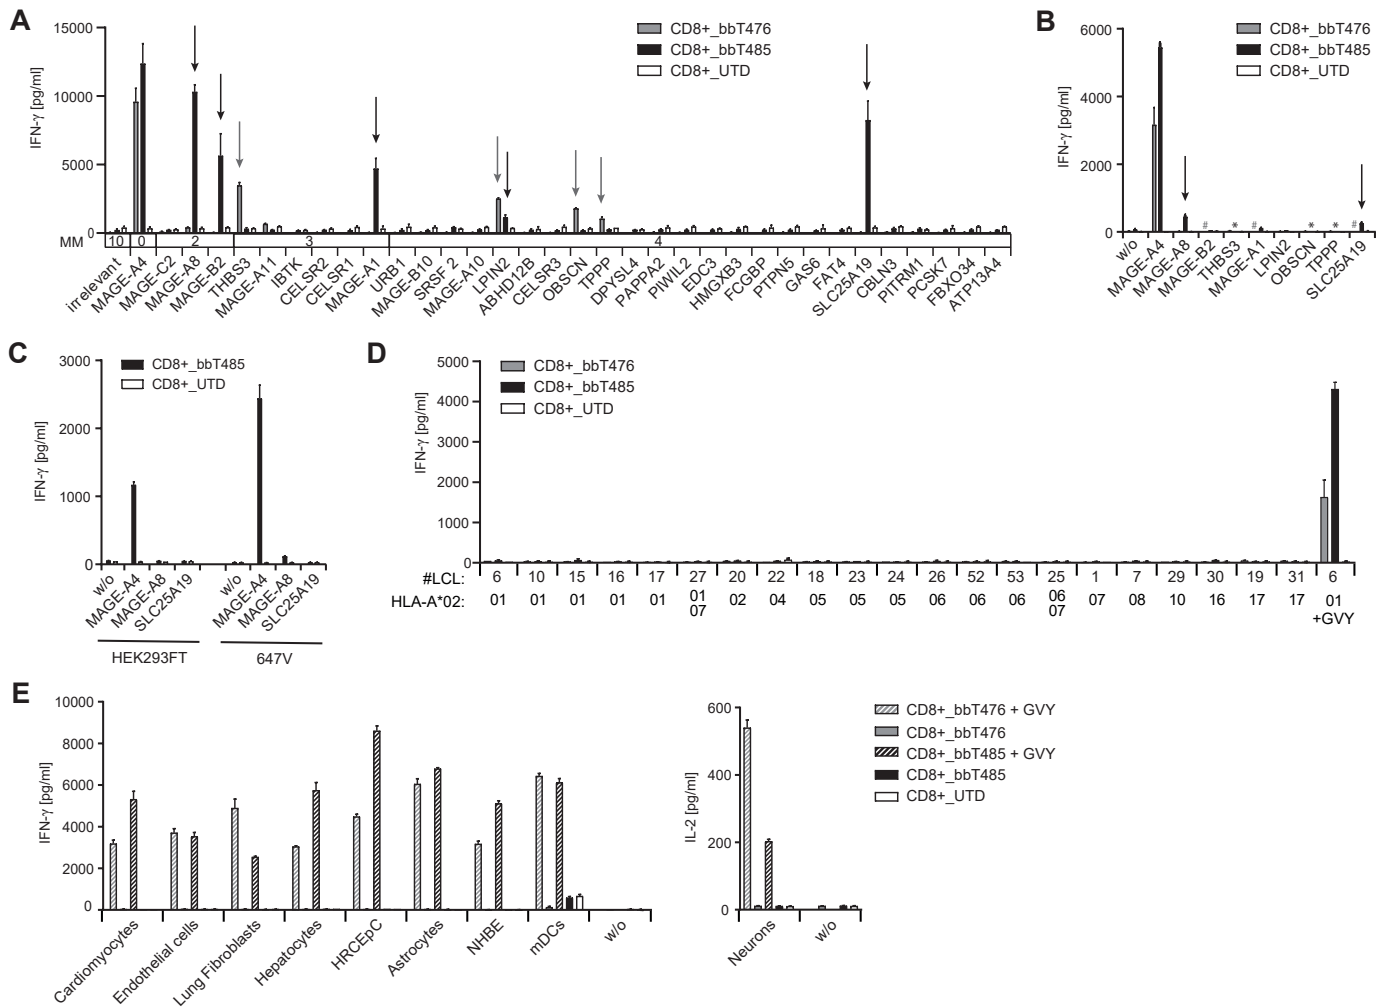 A
IFN-γ [pg/ml]
15000
10000
5000
0
CD8+_bbT476
CD8+_bbT485
CD8+_UTD
MM 10 0 2 3 4
irrelevant
MAGE-A4
MAGE-C2
MAGE-A8
MAGE-B2
THBS3
MAGE-A11
IBTK
CELSR2
CELSR1
MAGE-A1
URB1
MAGE-B10
SRSF 2
MAGE-A10
LPIN2
ABHD12B
CELSR3
OBSCN
TPPP
DPYSL4
PAPPA2
PIWIL2
EDC3
HMGXB3
FCGBP
PTPN5
GAS6
FAT4
SLC25A19
CBLN3
PITRM1
PCSK7
FBXO34
ATP13A4
B
IFN-γ [pg/ml]
6000
4000
2000
0
CD8+_bbT476
CD8+_bbT485
CD8+_UTD
# * # * * #
w/o
MAGE-A4
MAGE-A8
MAGE-B2
THBS3
MAGE-A1
LPIN2
OBSCN
TPPP
SLC25A19
C
IFN-γ [pg/ml]
3000
2000
1000
0
CD8+_bbT485
CD8+_UTD
w/o
MAGE-A4
MAGE-A8
SLC25A19
w/o
MAGE-A4
MAGE-A8
SLC25A19
HEK293FT 647V
D
IFN-γ [pg/ml]
5000
4000
3000
2000
1000
0
CD8+_bbT476
CD8+_bbT485
CD8+_UTD
#LCL: 6 10 15 16 17 27 20 22 18 23 24 26 52 53 25 1 7 29 30 19 31 6
HLA-A*02: 01 01 01 01 01 01 02 04 05 05 05 06 06 06 06 07 08 10 16 17 17 01
07 07 +GVY
E
IFN-γ [pg/ml]
10000
8000
6000
4000
2000
0
Cardiomyocytes
Endothelial cells
Lung Fibroblasts
Hepatocytes
HRCEpC
Astrocytes
NHBE
mDCs
w/o
IL-2 [pg/ml]
600
400
200
0
Neurons
w/o
CD8+_bbT476 + GVY
CD8+_bbT476
CD8+_bbT485 + GVY
CD8+_bbT485
CD8+_UTD